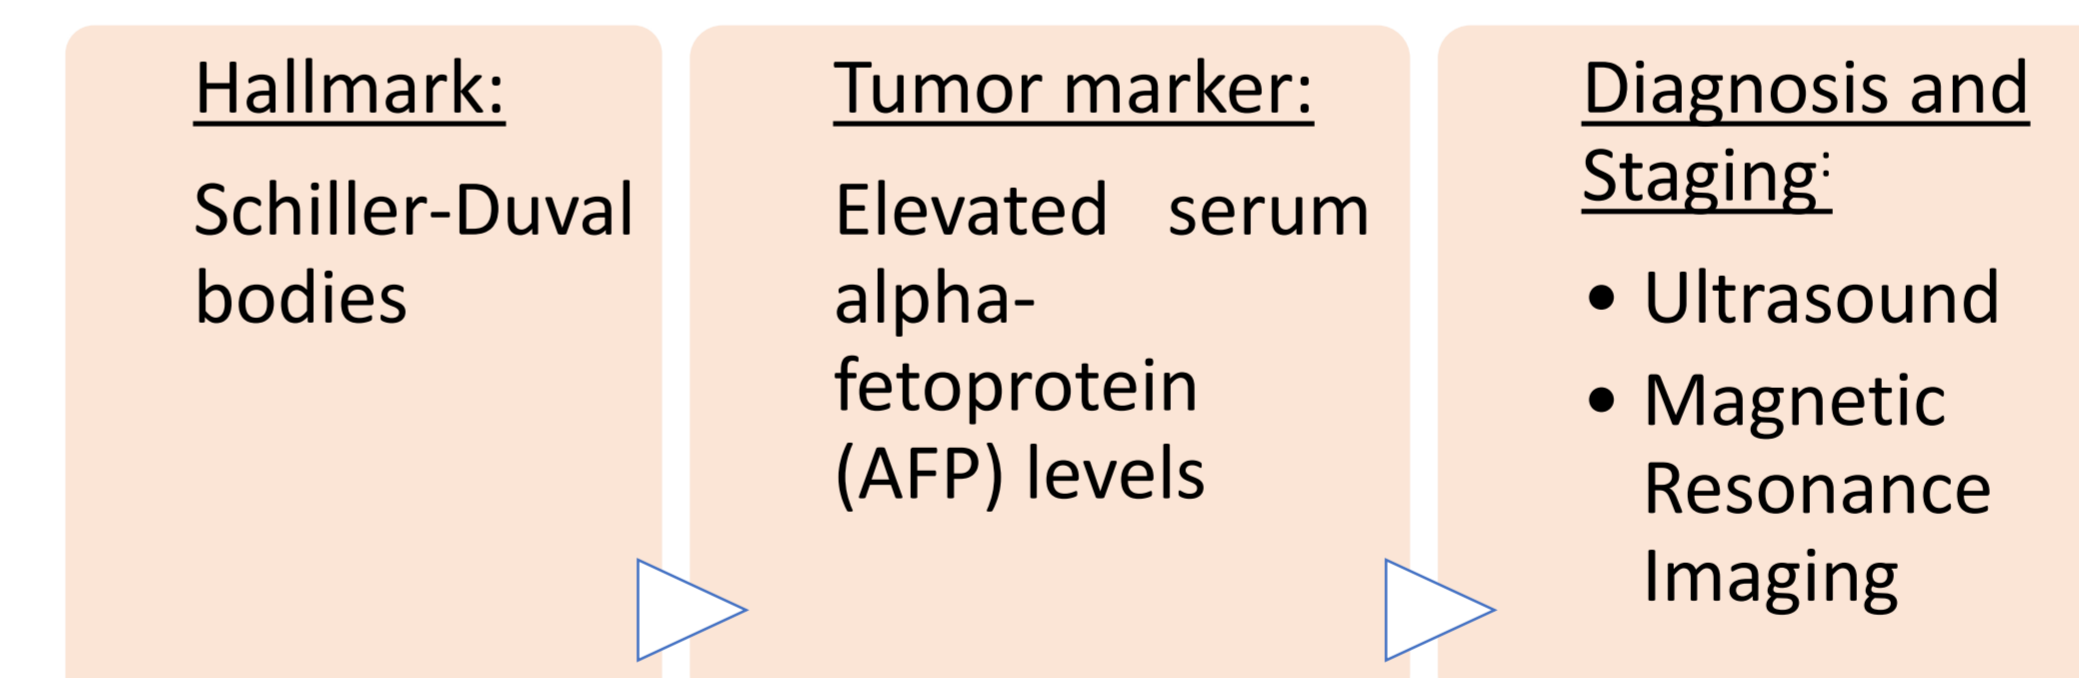 Hallmark:
Schiller-Duval
bodies
Tumor marker:
Elevated serum
alpha-
fetoprotein
(AFP) levels
Diagnosis and
Staging:
• Ultrasound
• Magnetic
Resonance
Imaging